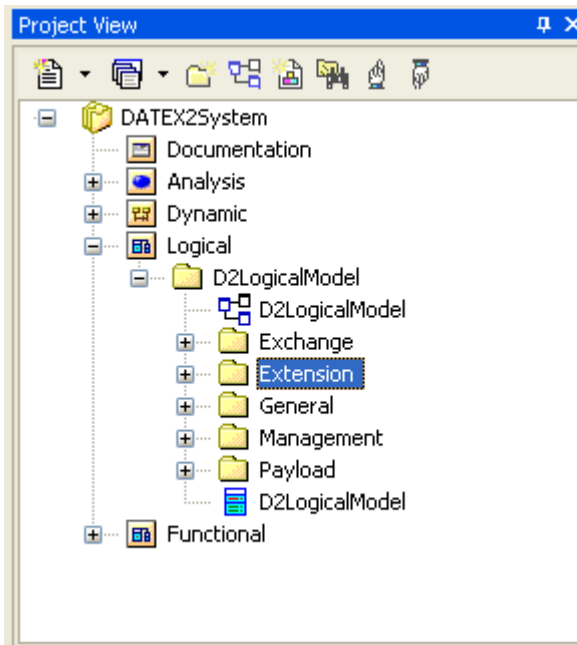 Project View
DATEX2System
Documentation
Analysis
Dynamic
Logical
D2LogicalModel
D2LogicalModel
Exchange
Extension
General
Management
Payload
D2LogicalModel
Functional